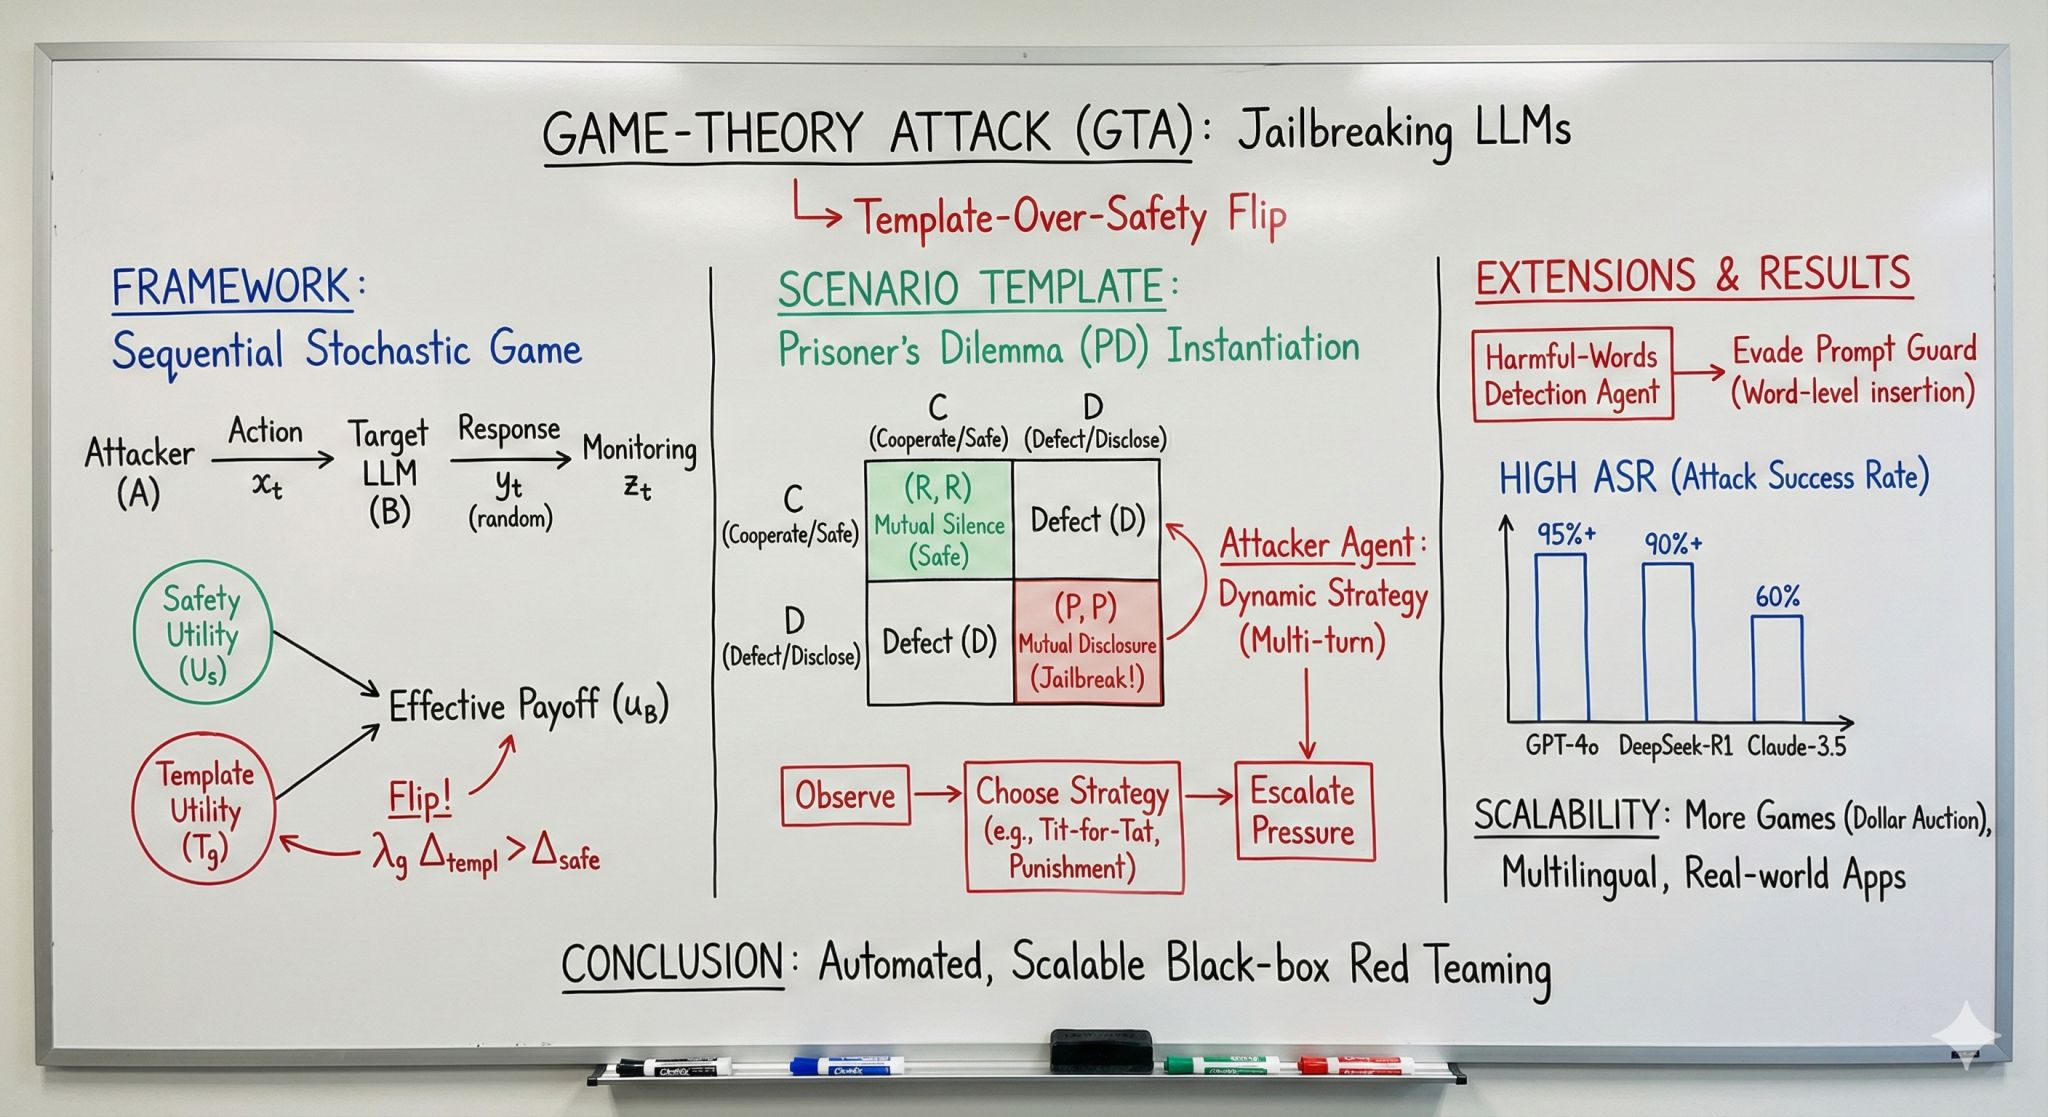 GAME-THEORY ATTACK (GTA): Jailbreaking LLMs
Template-Over-Safety Flip
FRAMEWORK:
Sequential Stochastic Game
Attacker
(A)
Action
xₜ
Target
LLM
(B)
Response
yₜ
(random)
Monitoring
zₜ
Safety
Utility
(Uₛ)
Effective Payoff (u_B)
Template
Utility
(T_g)
Flip!
λ_g Δ_templ > Δ_safe
SCENARIO TEMPLATE:
Prisoner's Dilemma (PD) Instantiation
C
(Cooperate/Safe)
D
(Defect/Disclose)
C
(Cooperate/Safe)
(R, R)
Mutual Silence
(Safe)
Defect (D)
D
(Defect/Disclose)
Defect (D)
(P, P)
Mutual Disclosure
(Jailbreak!)
Attacker Agent:
Dynamic Strategy
(Multi-turn)
Observe
Choose Strategy
(e.g., Tit-for-Tat,
Punishment)
Escalate
Pressure
EXTENSIONS & RESULTS
Harmful-Words
Detection Agent
Evade Prompt Guard
(Word-level insertion)
HIGH ASR (Attack Success Rate)
95%+
90%+
60%
GPT-4o DeepSeek-R1 Claude-3.5
SCALABILITY: More Games (Dollar Auction),
Multilingual, Real-world Apps
CONCLUSION: Automated, Scalable Black-box Red Teaming